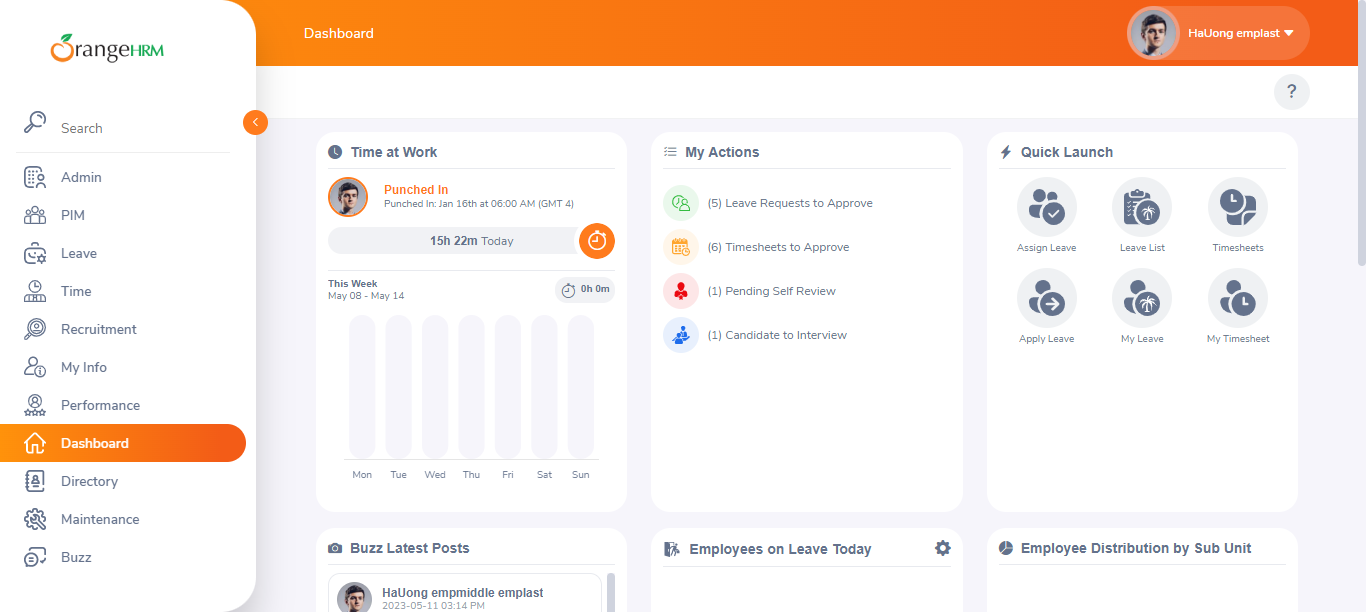 OrangeHRM
Search
Admin
PIM
Leave
Time
Recruitment
My Info
Performance
Dashboard
Directory
Maintenance
Buzz
Dashboard
HaUong emplast
?
Time at Work
Punched In
Punched In: Jan 16th at 06:00 AM (GMT 4)
15h 22m Today
This Week
May 08 - May 14
0h 0m
Mon Tue Wed Thu Fri Sat Sun
My Actions
(5) Leave Requests to Approve
(6) Timesheets to Approve
(1) Pending Self Review
(1) Candidate to Interview
Quick Launch
Assign Leave Leave List Timesheets
Apply Leave My Leave My Timesheet
Buzz Latest Posts
HaUong empmiddle emplast
2023-05-11 03:14 PM
Employees on Leave Today
Employee Distribution by Sub Unit